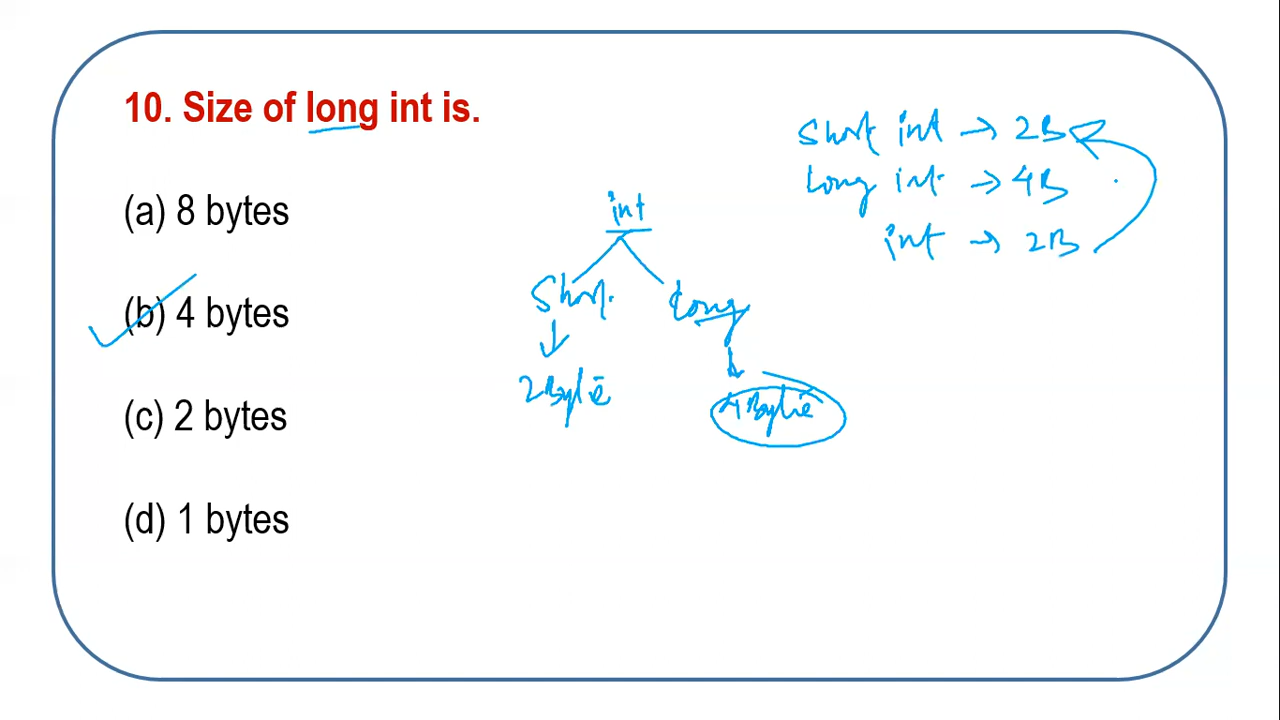 10. Size of long int is.
Short int → 2B
(a) 8 bytes
long int → 4B
int
int → 2B
(b) 4 bytes
Short.
long
2Byte
4Byte
(c) 2 bytes
(d) 1 bytes